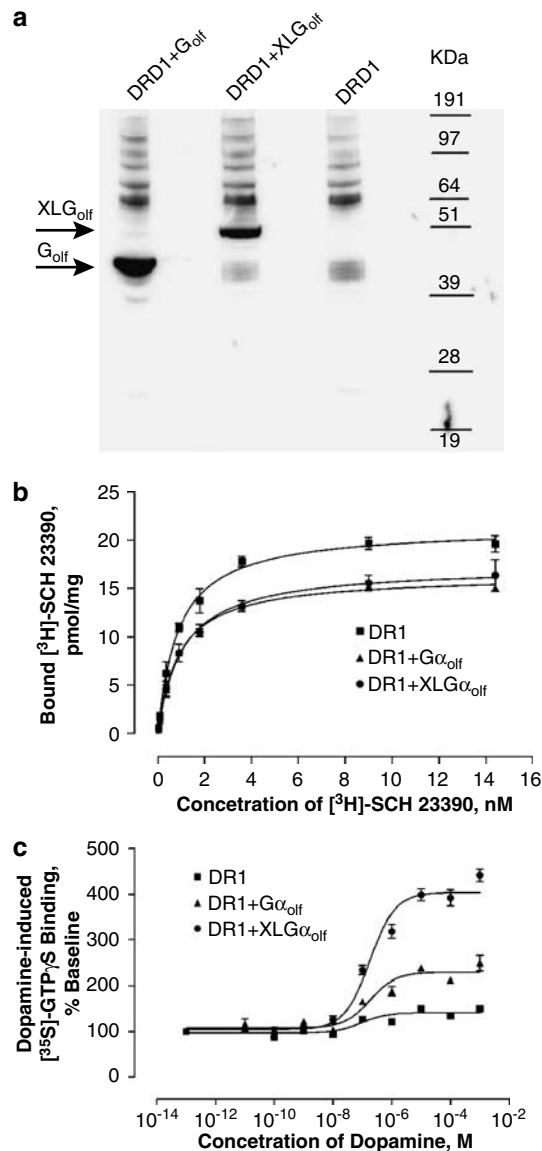 a
DRD1+Golf
DRD1+XLGolf
DRD1
KDa
191
97
64
51
39
28
19
XLGolf
Golf
b
Bound [³H]-SCH 23390,
pmol/mg
25
20
15
10
5
0
DR1
DR1+Gαolf
DR1+XLGαolf
0 2 4 6 8 10 12 14 16
Concetration of [³H]-SCH 23390, nM
c
Dopamine-induced
[³⁵S]-GTPγS Binding,
% Baseline
500
400
300
200
100
0
DR1
DR1+Gαolf
DR1+XLGαolf
10⁻¹⁴ 10⁻¹² 10⁻¹⁰ 10⁻⁸ 10⁻⁶ 10⁻⁴ 10⁻²
Concetration of Dopamine, M